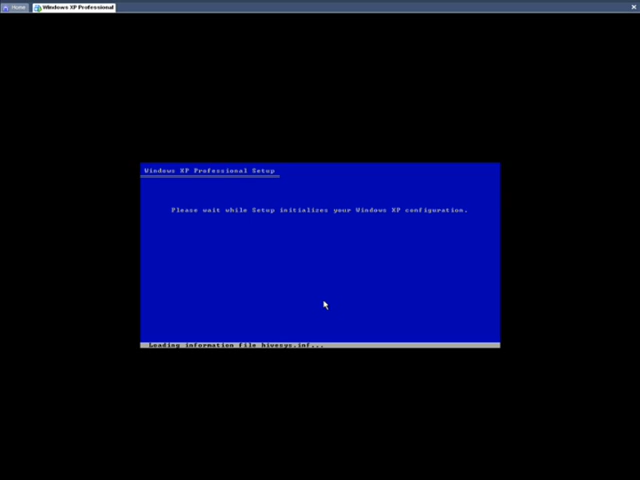 Home
Windows XP Professional
Windows XP Professional Setup
Please wait while Setup initializes your Windows XP configuration.
Loading information file hivesys.inf...